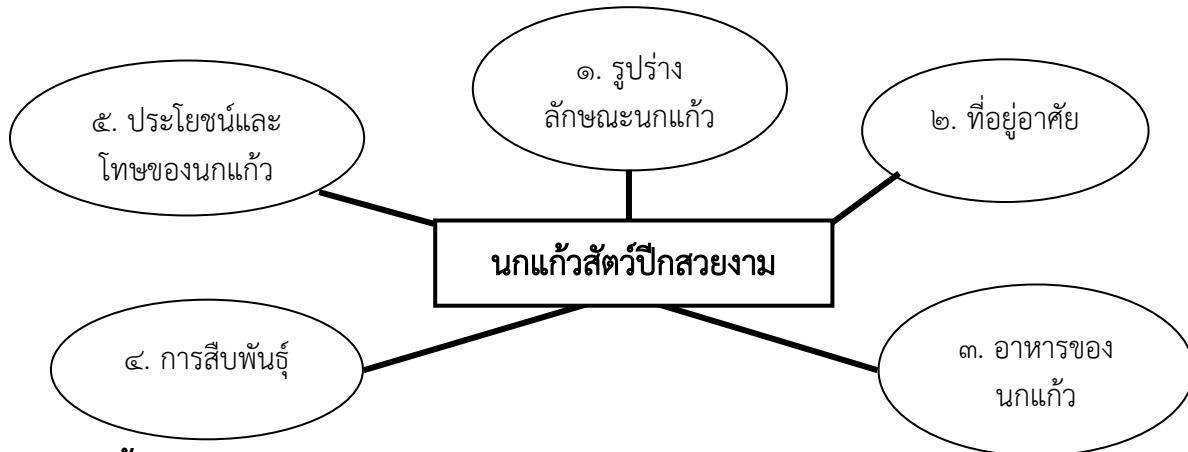 ๑. รูปร่าง
ลักษณะนกแก้ว
๕. ประโยชน์และ
โทษของนกแก้ว
๒. ที่อยู่อาศัย
นกแก้วสัตว์ปีกสวยงาม
๔. การสืบพันธุ์
๓. อาหารของ
นกแก้ว